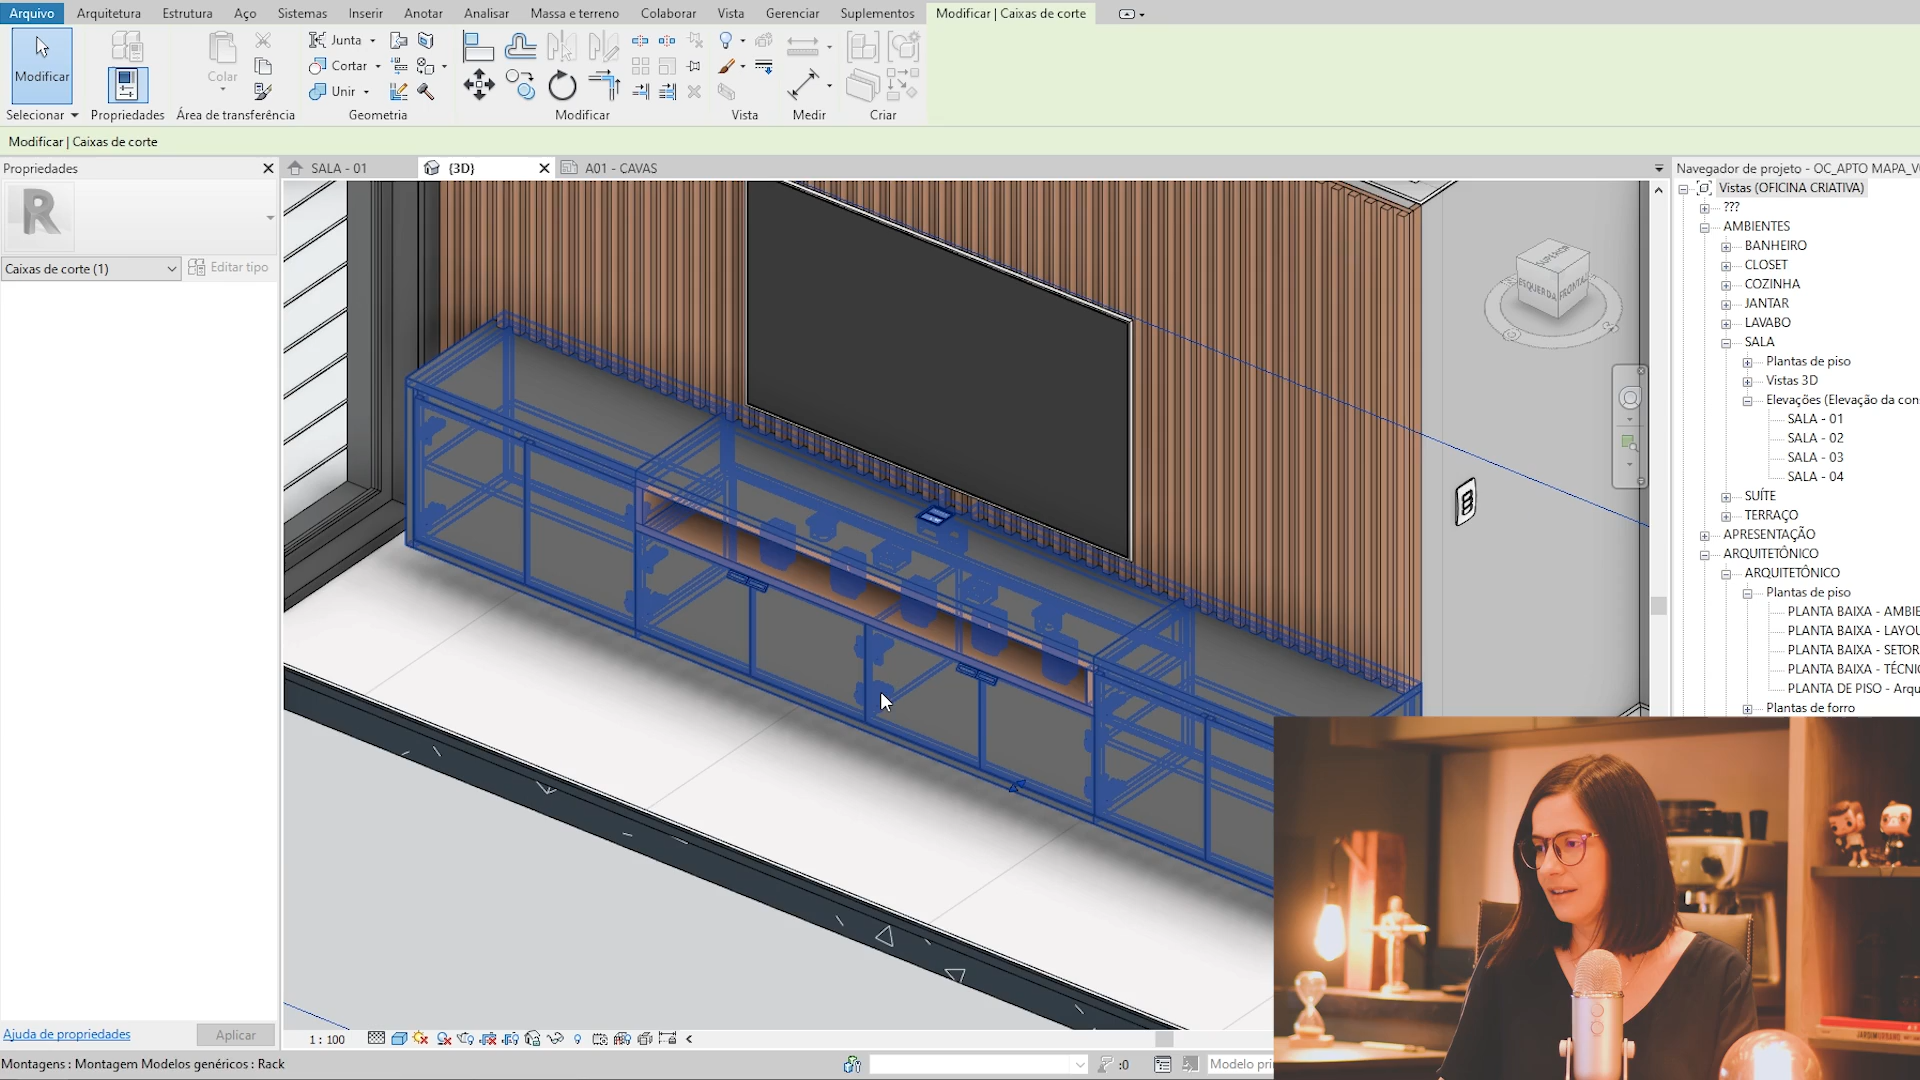 Arquivo Arquitetura Estrutura Aço Sistemas Inserir Anotar Analisar Massa e terreno Colaborar Vista Gerenciar Suplementos Modificar | Caixas de corte
Modificar Colar Junta Cortar Unir
Selecionar Propriedades Área de transferência Geometria Modificar Vista Medir Criar
Modificar | Caixas de corte
Propriedades SALA - 01 {3D} A01 - CAVAS Navegador de projeto - OC_APTO MAPA_V
R
Caixas de corte (1) Editar tipo
SUPERIOR
ESQUERDA FRONTAL
Vistas (OFICINA CRIATIVA)
???
AMBIENTES
BANHEIRO
CLOSET
COZINHA
JANTAR
LAVABO
SALA
Plantas de piso
Vistas 3D
Elevações (Elevação da con
SALA - 01
SALA - 02
SALA - 03
SALA - 04
SUÍTE
TERRAÇO
APRESENTAÇÃO
ARQUITETÔNICO
ARQUITETÔNICO
Plantas de piso
PLANTA BAIXA - AMBIE
PLANTA BAIXA - LAYOU
PLANTA BAIXA - SETOR
PLANTA BAIXA - TÉCNIC
PLANTA DE PISO - Arqu
Plantas de forro
Ajuda de propriedades Aplicar
1 : 100
Montagens : Montagem Modelos genéricos : Rack :0 Modelo pri